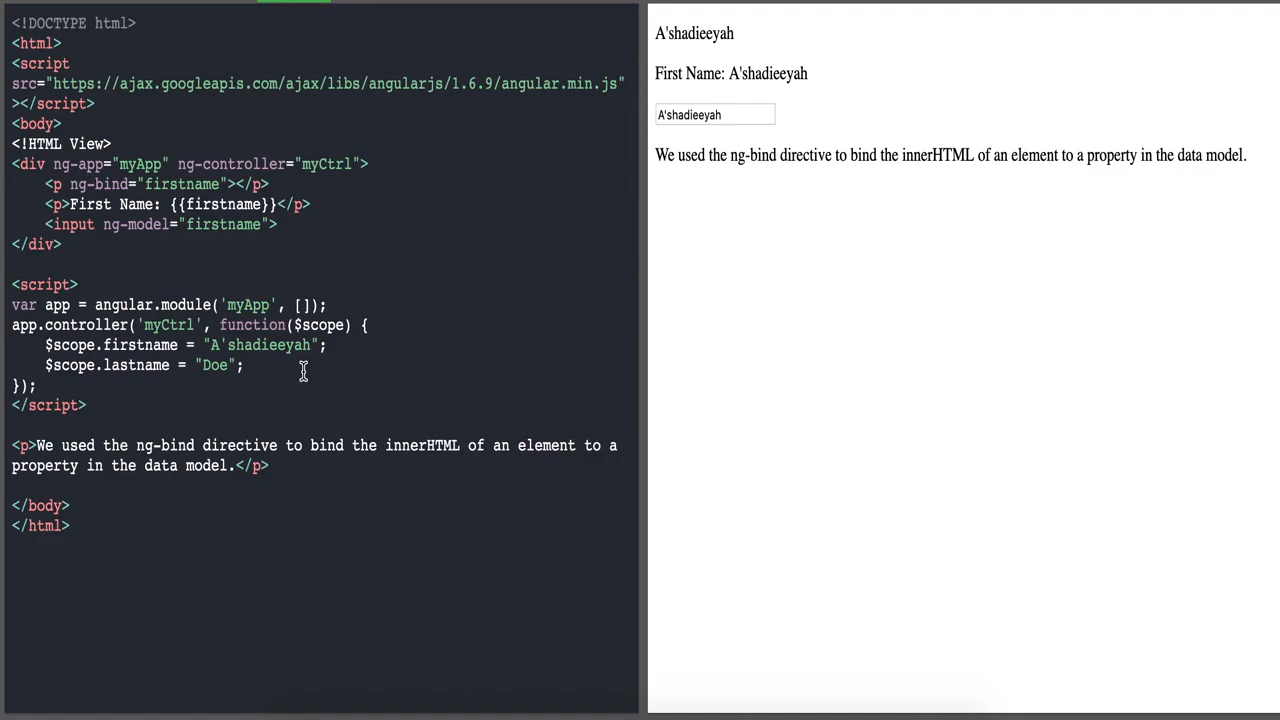 <!DOCTYPE html>
<html>
<script
src="https://ajax.googleapis.com/ajax/libs/angularjs/1.6.9/angular.min.js"
></script>
<body>
<!HTML View>
<div ng-app="myApp" ng-controller="myCtrl">
    <p ng-bind="firstname"></p>
    <p>First Name: {{firstname}}</p>
    <input ng-model="firstname">
</div>

<script>
var app = angular.module('myApp', []);
app.controller('myCtrl', function($scope) {
    $scope.firstname = "A'shadieeyah";
    $scope.lastname = "Doe";
});
</script>

<p>We used the ng-bind directive to bind the innerHTML of an element to a
property in the data model.</p>

</body>
</html>
A'shadieeyah
First Name: A'shadieeyah
A'shadieeyah
We used the ng-bind directive to bind the innerHTML of an element to a property in the data model.